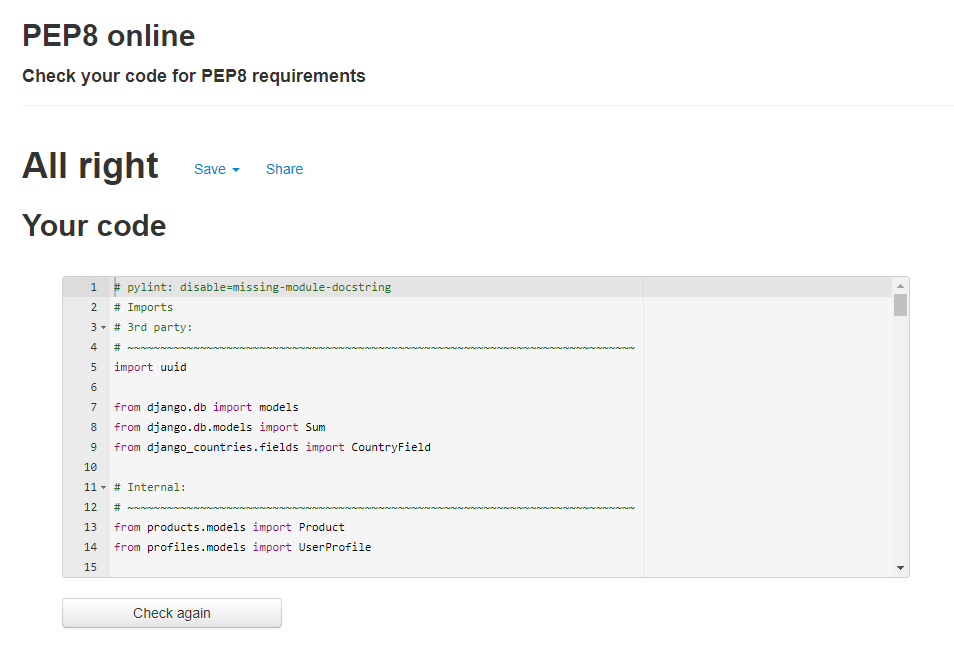 PEP8 online
Check your code for PEP8 requirements
All right Save Share
Your code
1 # pylint: disable=missing-module-docstring
2 # Imports
3 # 3rd party:
4 # ~~~~~~~~~~~~~~~~~~~~~~~~~~~~~~~~~~~~~~~~~~~~~~~~~~~~~~~~~~~~~~~~~~~~~~~~~~~~~
5 import uuid
6
7 from django.db import models
8 from django.db.models import Sum
9 from django_countries.fields import CountryField
10
11 # Internal:
12 # ~~~~~~~~~~~~~~~~~~~~~~~~~~~~~~~~~~~~~~~~~~~~~~~~~~~~~~~~~~~~~~~~~~~~~~~~~~~~~
13 from products.models import Product
14 from profiles.models import UserProfile
15
Check again